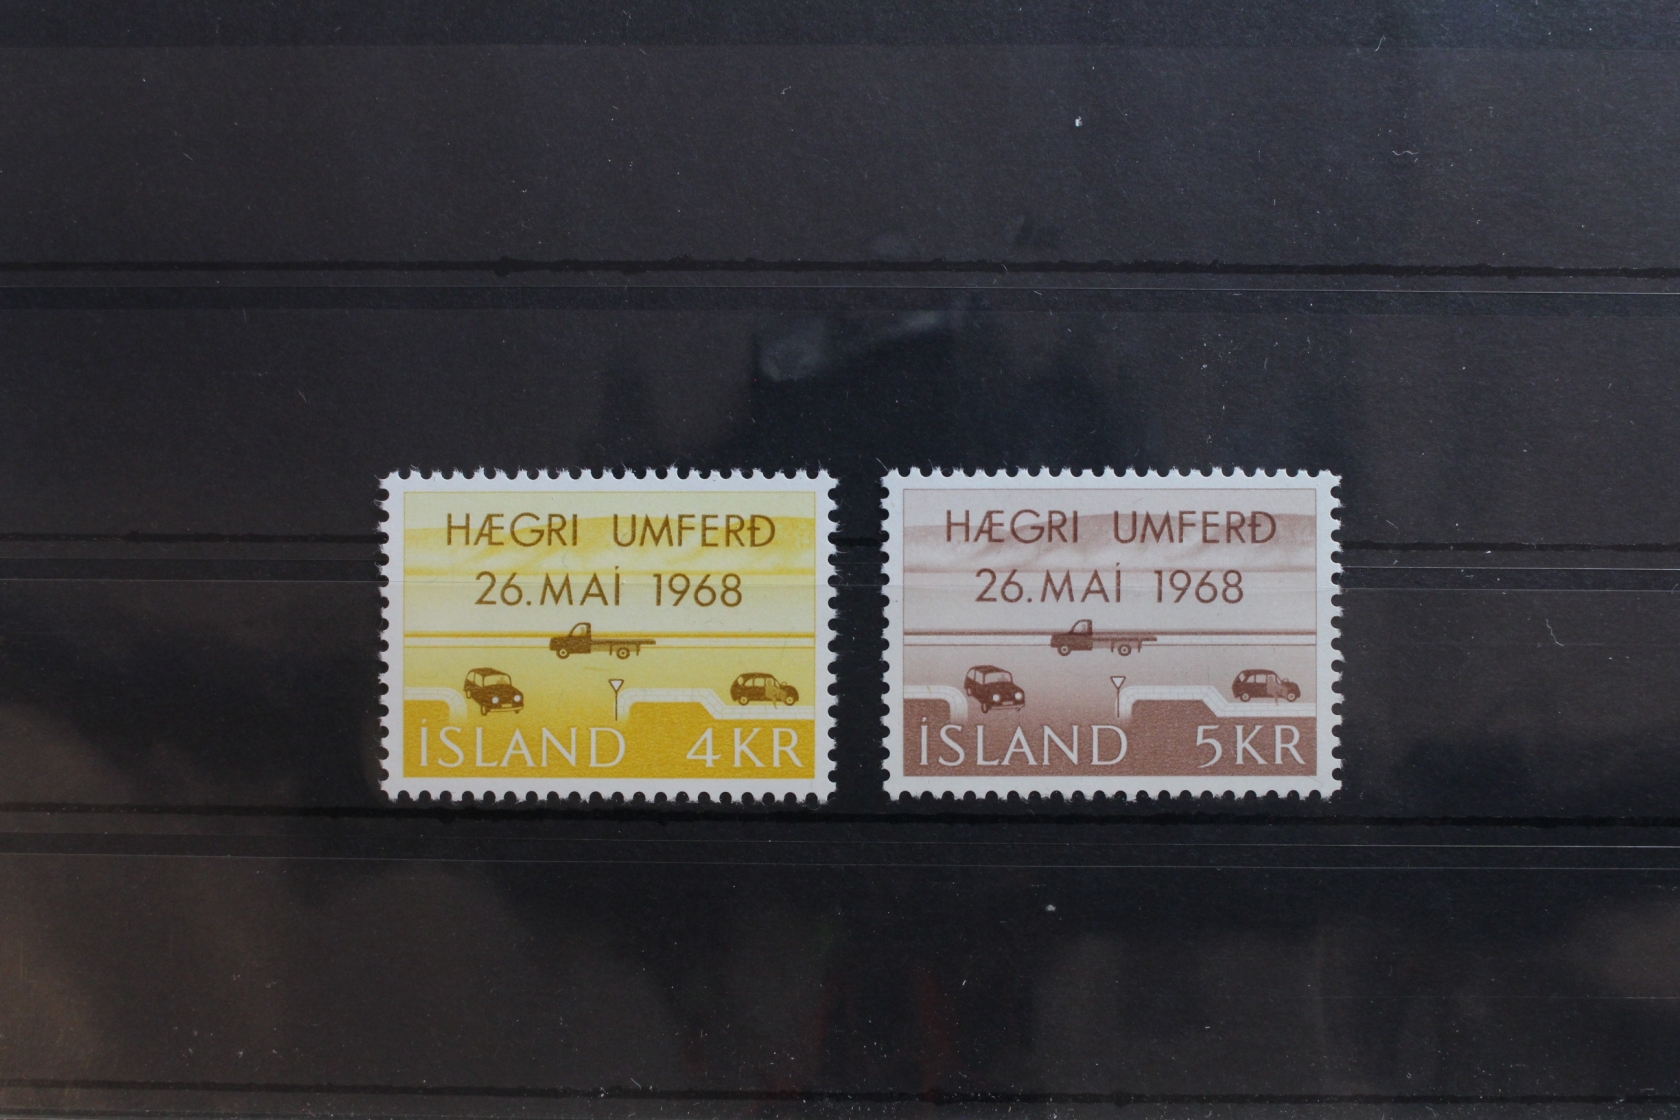 HÆGRI UMFERÐ
26. MAÍ 1968
ÍSLAND 4KR
HÆGRI UMFERÐ
26. MAÍ 1968
ÍSLAND 5KR